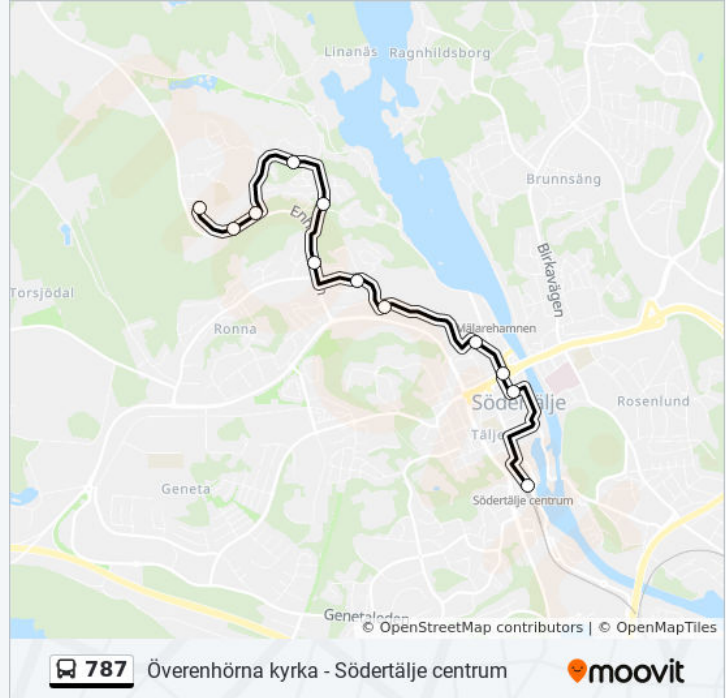 Linanäs
Ragnhildsborg
Brunnsäng
Birkavägen
Torsjödal
Mälarehamnen
Ronna
Södertälje
Rosenlund
Geneta
Södertälje centrum
Genetaleden
© OpenStreetMap contributors | © OpenMapTiles
787 Överenhörna kyrka - Södertälje centrum moovit